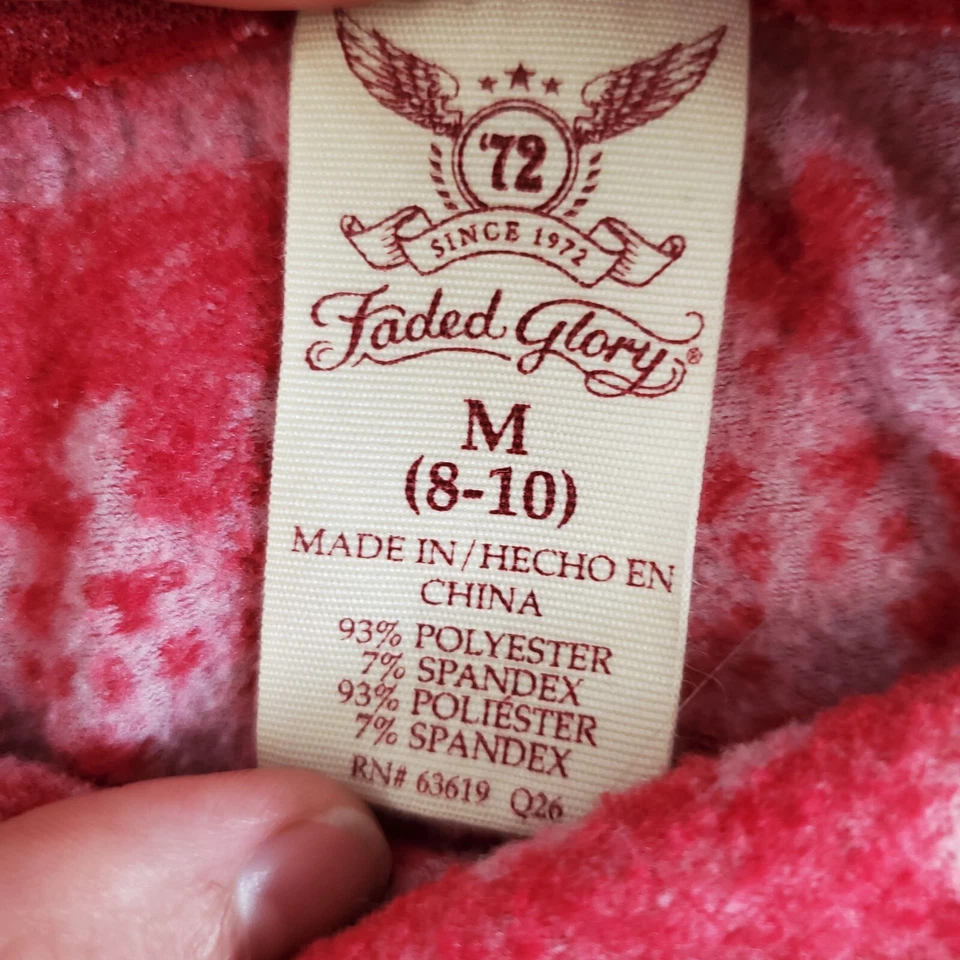 '72
SINCE 1972
Faded Glory®
M
(8-10)
MADE IN/HECHO EN
CHINA
93% POLYESTER
7% SPANDEX
93% POLIÉSTER
7% SPANDEX
RN# 63619 Q26